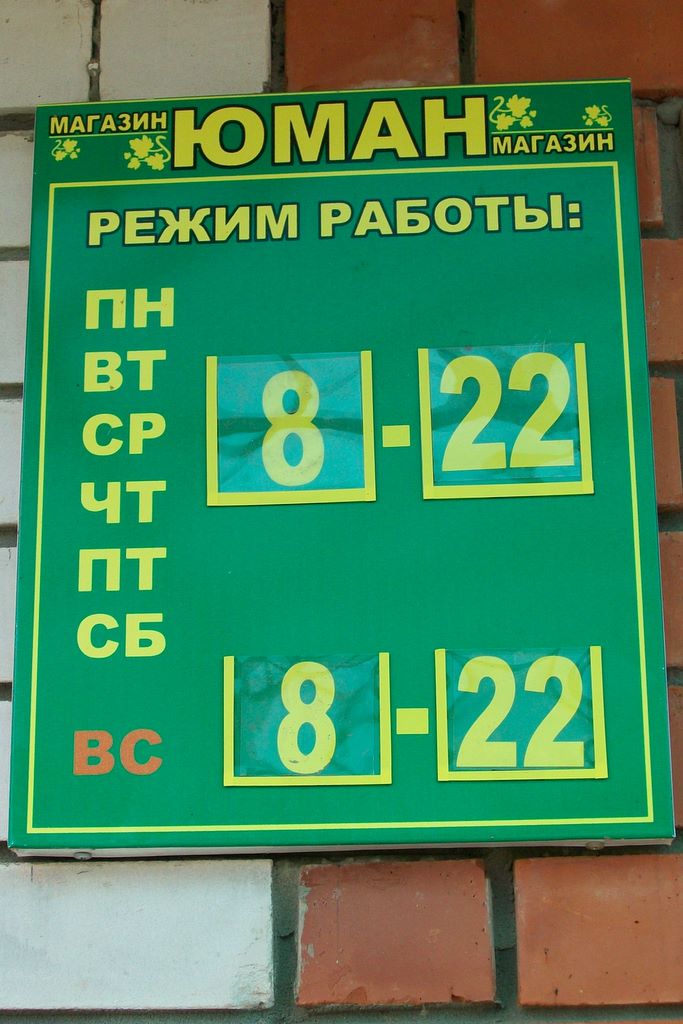 МАГАЗИН ЮМАН МАГАЗИН
РЕЖИМ РАБОТЫ:
ПН
ВТ
СР
ЧТ
ПТ
СБ
8 - 22
ВС 8 - 22